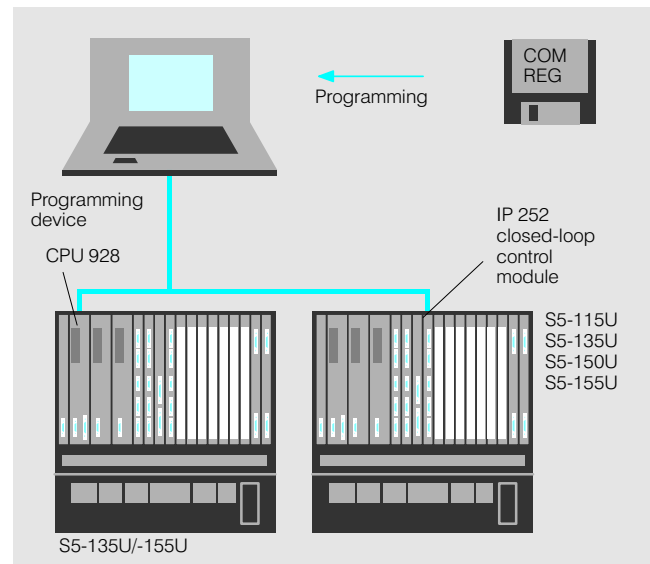 COM
REG
Programming
Programming
device
CPU 928
IP 252
closed-loop
control
module
S5-115U
S5-135U
S5-150U
S5-155U
S5-135U/-155U